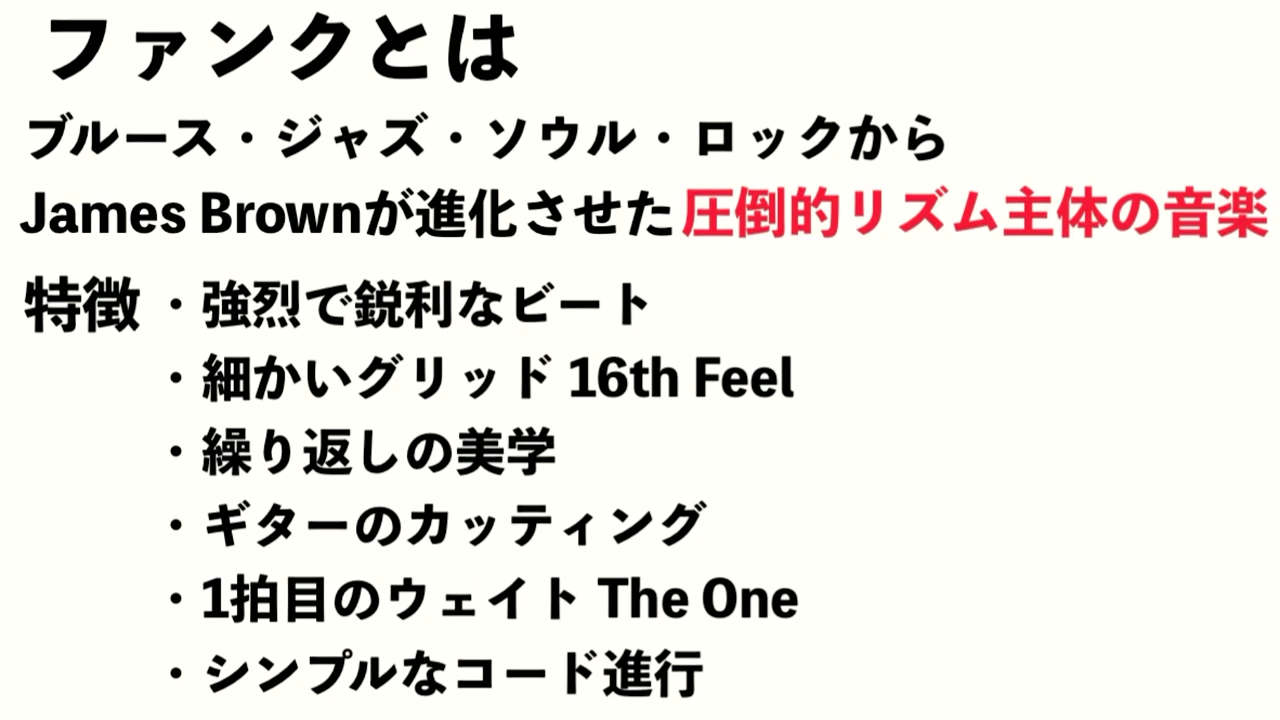 ファンクとは
ブルース・ジャズ・ソウル・ロックから
James Brownが進化させた圧倒的リズム主体の音楽
特徴 ・強烈で鋭利なビート
・細かいグリッド 16th Feel
・繰り返しの美学
・ギターのカッティング
・1拍目のウェイト The One
・シンプルなコード進行